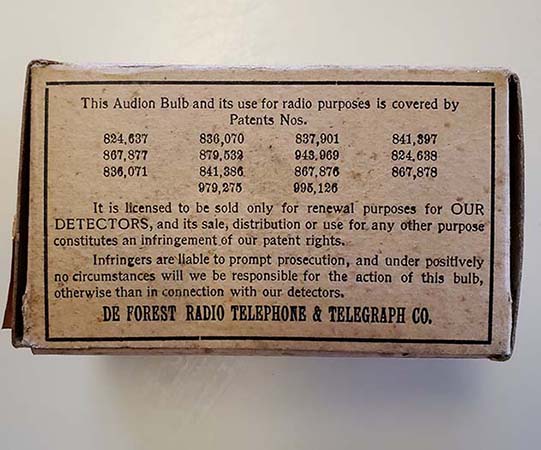 This Audion Bulb and its use for radio purposes is covered by
Patents Nos.
824,637 836,070 837,901 841,397
867,877 879,532 943,969 824,638
836,071 841,386 867,876 867,878
979,275 995,126
It is licensed to be sold only for renewal purposes for OUR
DETECTORS, and its sale, distribution or use for any other purpose
constitutes an infringement of our patent rights.
Infringers are liable to prompt prosecution, and under positively
no circumstances will we be responsible for the action of this bulb,
otherwise than in connection with our detectors.
DE FOREST RADIO TELEPHONE & TELEGRAPH CO.